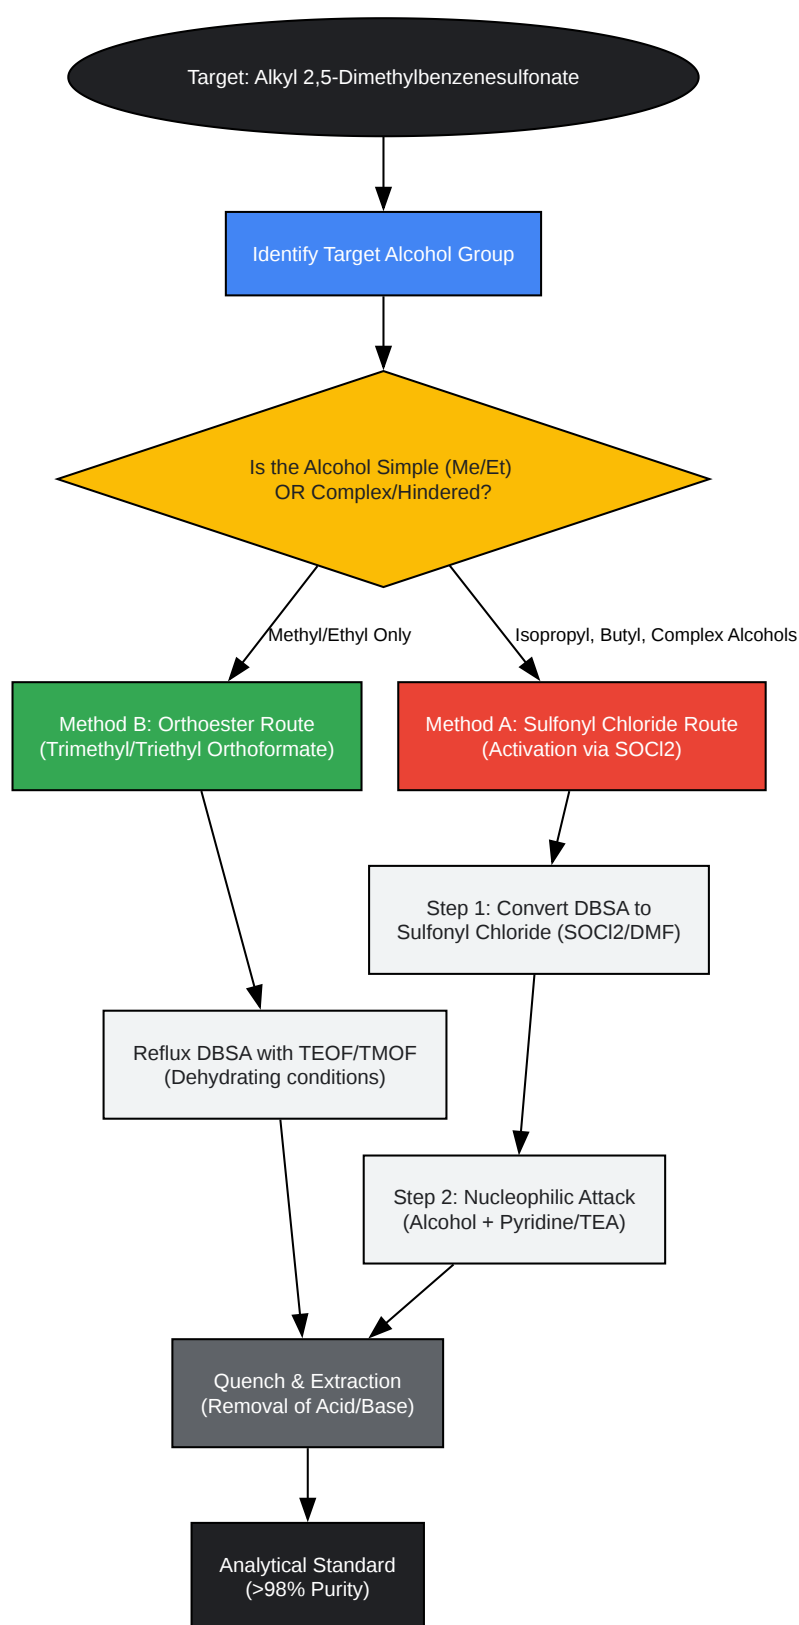 Target: Alkyl 2,5-Dimethylbenzenesulfonate
Identify Target Alcohol Group
Is the Alcohol Simple (Me/Et)
OR Complex/Hindered?
Methyl/Ethyl Only
Isopropyl, Butyl, Complex Alcohols
Method B: Orthoester Route
(Trimethyl/Triethyl Orthoformate)
Method A: Sulfonyl Chloride Route
(Activation via SOCl2)
Step 1: Convert DBSA to
Sulfonyl Chloride (SOCl2/DMF)
Reflux DBSA with TEOF/TMOF
(Dehydrating conditions)
Step 2: Nucleophilic Attack
(Alcohol + Pyridine/TEA)
Quench & Extraction
(Removal of Acid/Base)
Analytical Standard
(>98% Purity)